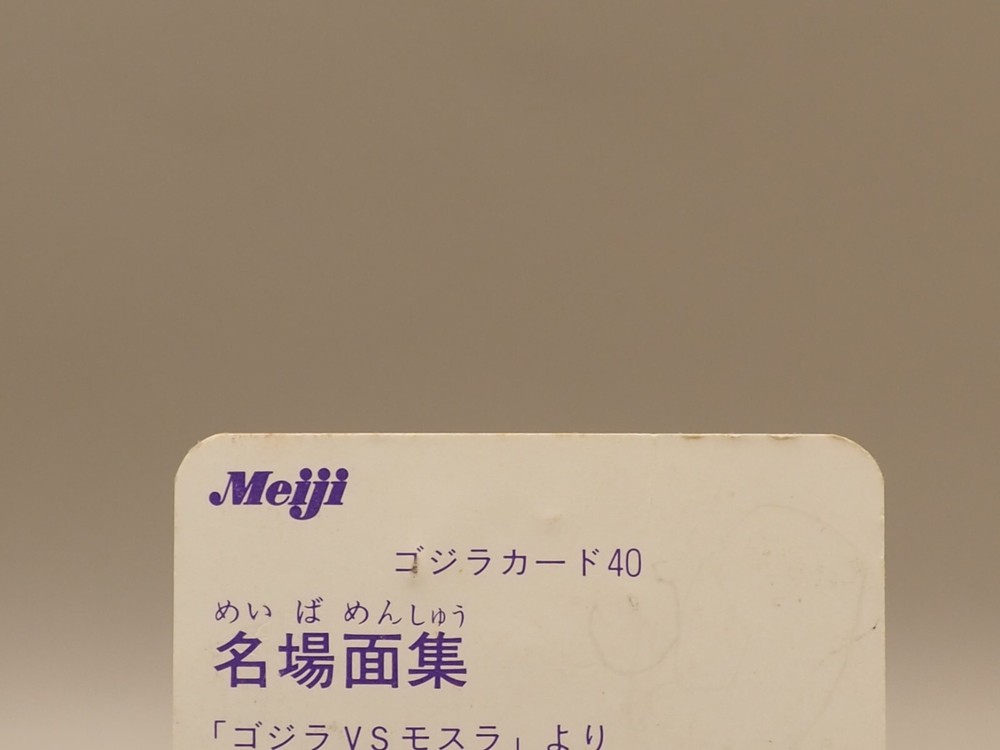 Meiji
ゴジラカード40
めい ば めんしゅう
名場面集
「ゴジラVSモスラ」より